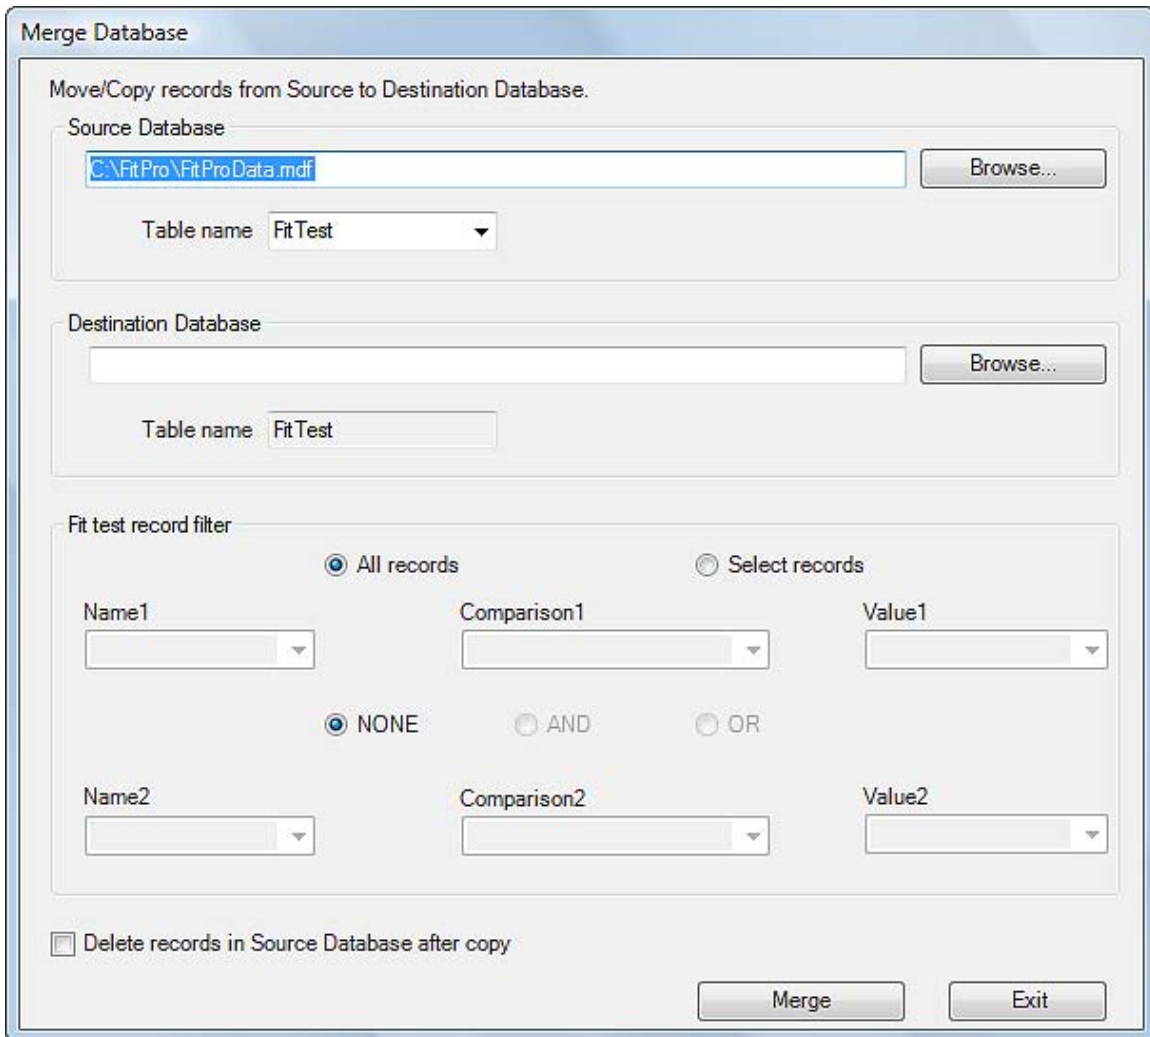 Merge Database
Move/Copy records from Source to Destination Database.
Source Database
C:\FitPro\FitProData.mdf
Browse...
Table name FitTest
Destination Database
Browse...
Table name FitTest
Fit test record filter
All records Select records
Name1 Comparison1 Value1
NONE AND OR
Name2 Comparison2 Value2
Delete records in Source Database after copy
Merge Exit